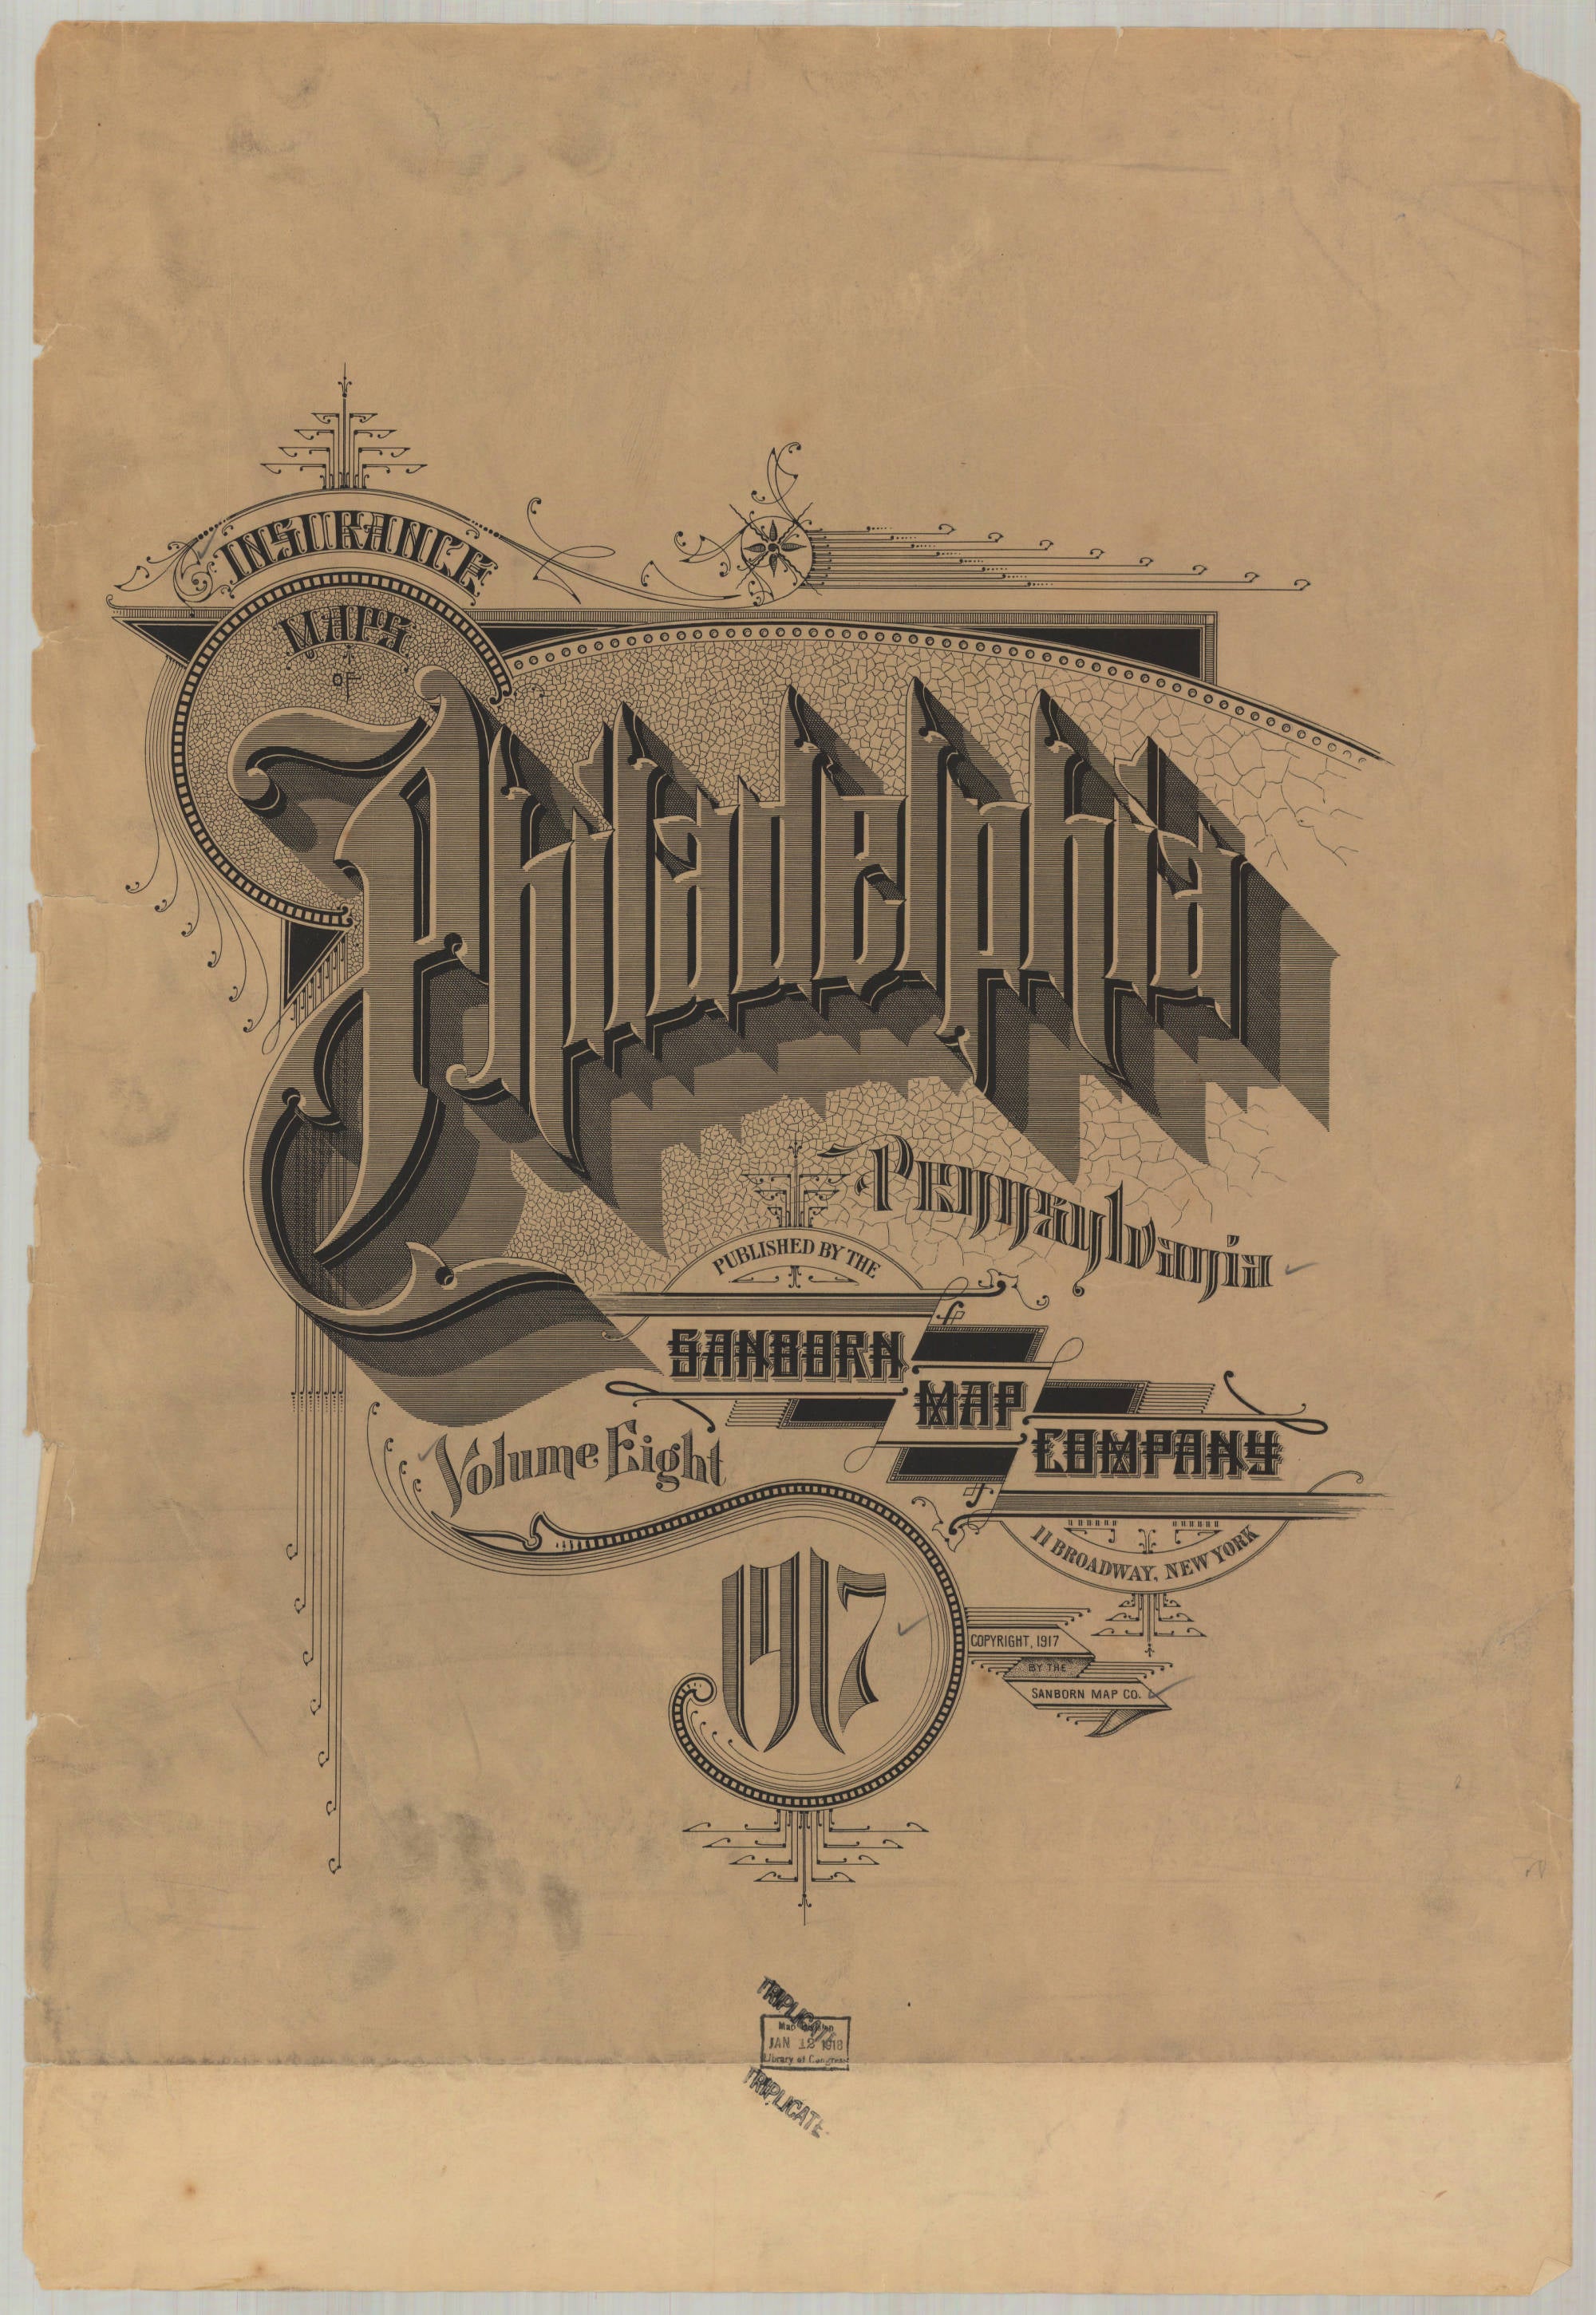 INSURANCE
MAPS
OF
Philadelphia
Pennsylvania
PUBLISHED BY THE
SANBORN
MAP
COMPANY
11 BROADWAY, NEW YORK
Volume Eight
1917
COPYRIGHT, 1917
BY THE
SANBORN MAP CO.
TRIPLICATE
Map Division
JAN 12 1918
Library of Congress
TRIPLICATE